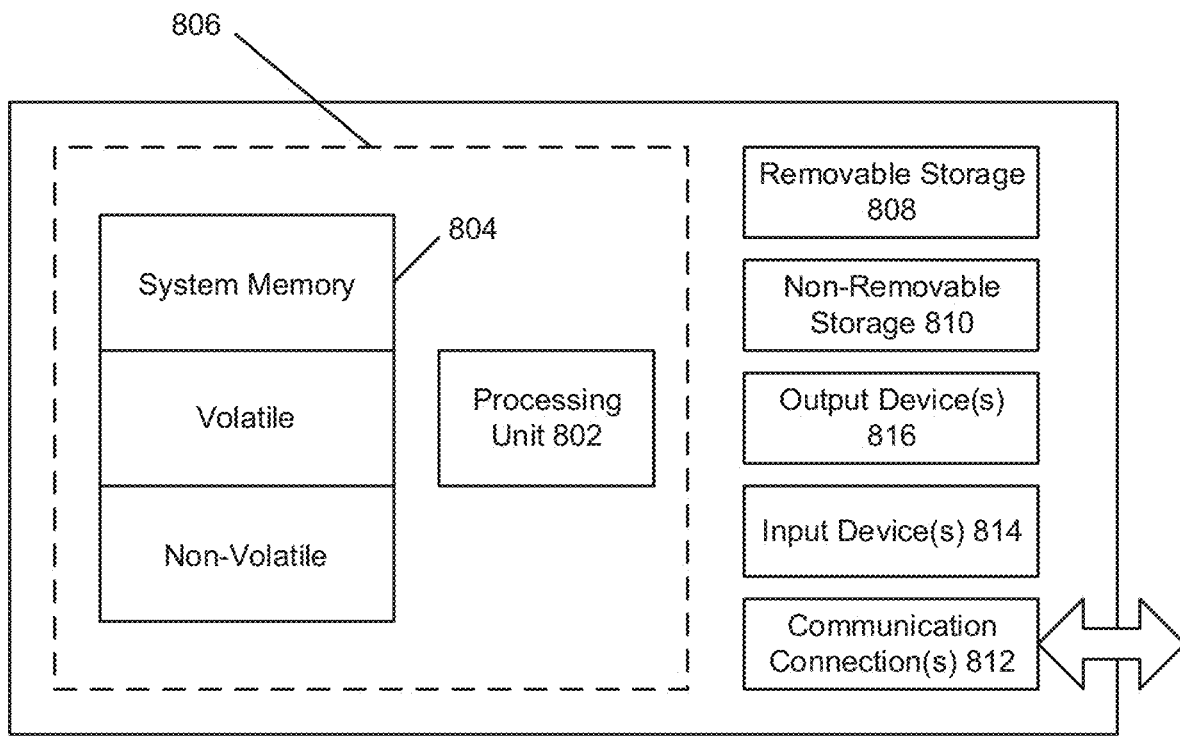 806
804
System Memory
Volatile
Non-Volatile
Processing
Unit 802
Removable Storage
808
Non-Removable
Storage 810
Output Device(s)
816
Input Device(s) 814
Communication
Connection(s) 812